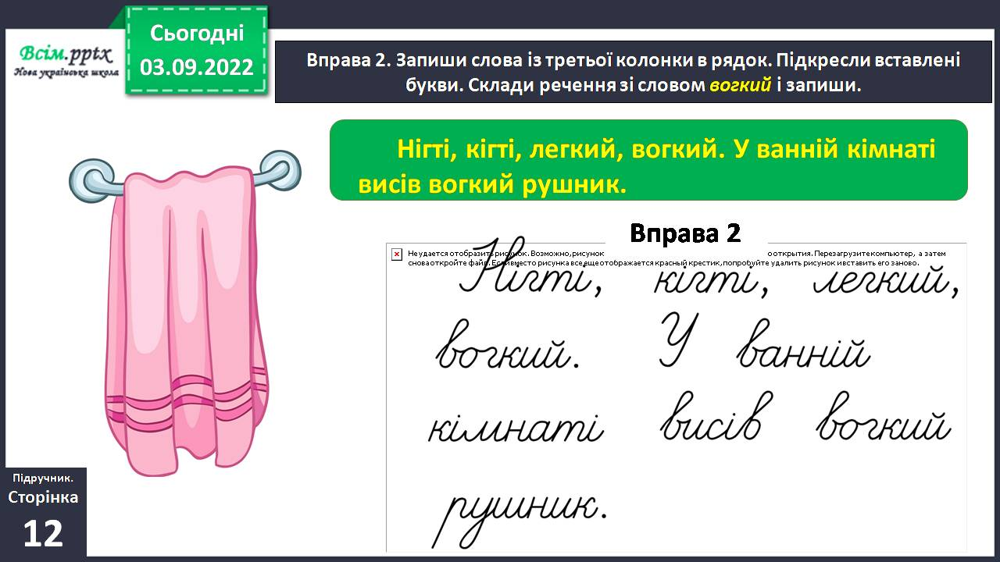 Всім.pptx
Нова українська школа
Сьогодні
03.09.2022
Вправа 2. Запиши слова із третьої колонки в рядок. Підкресли вставлені
букви. Склади речення зі словом вогкий і запиши.
Нігті, кігті, легкий, вогкий. У ванній кімнаті
висів вогкий рушник.
Вправа 2
Не удается отобразить рисунок. Возможно, рисунок открытия. Перезагрузите компьютер, а затем
снова откройте файл. Если вместо рисунка все еще отображается красный крестик, попробуйте удалить рисунок и вставить его заново.
Нігті, кігті, легкий,
вогкий. У ванній
кімнаті висів вогкий
рушник.
Підручник.
Сторінка
12